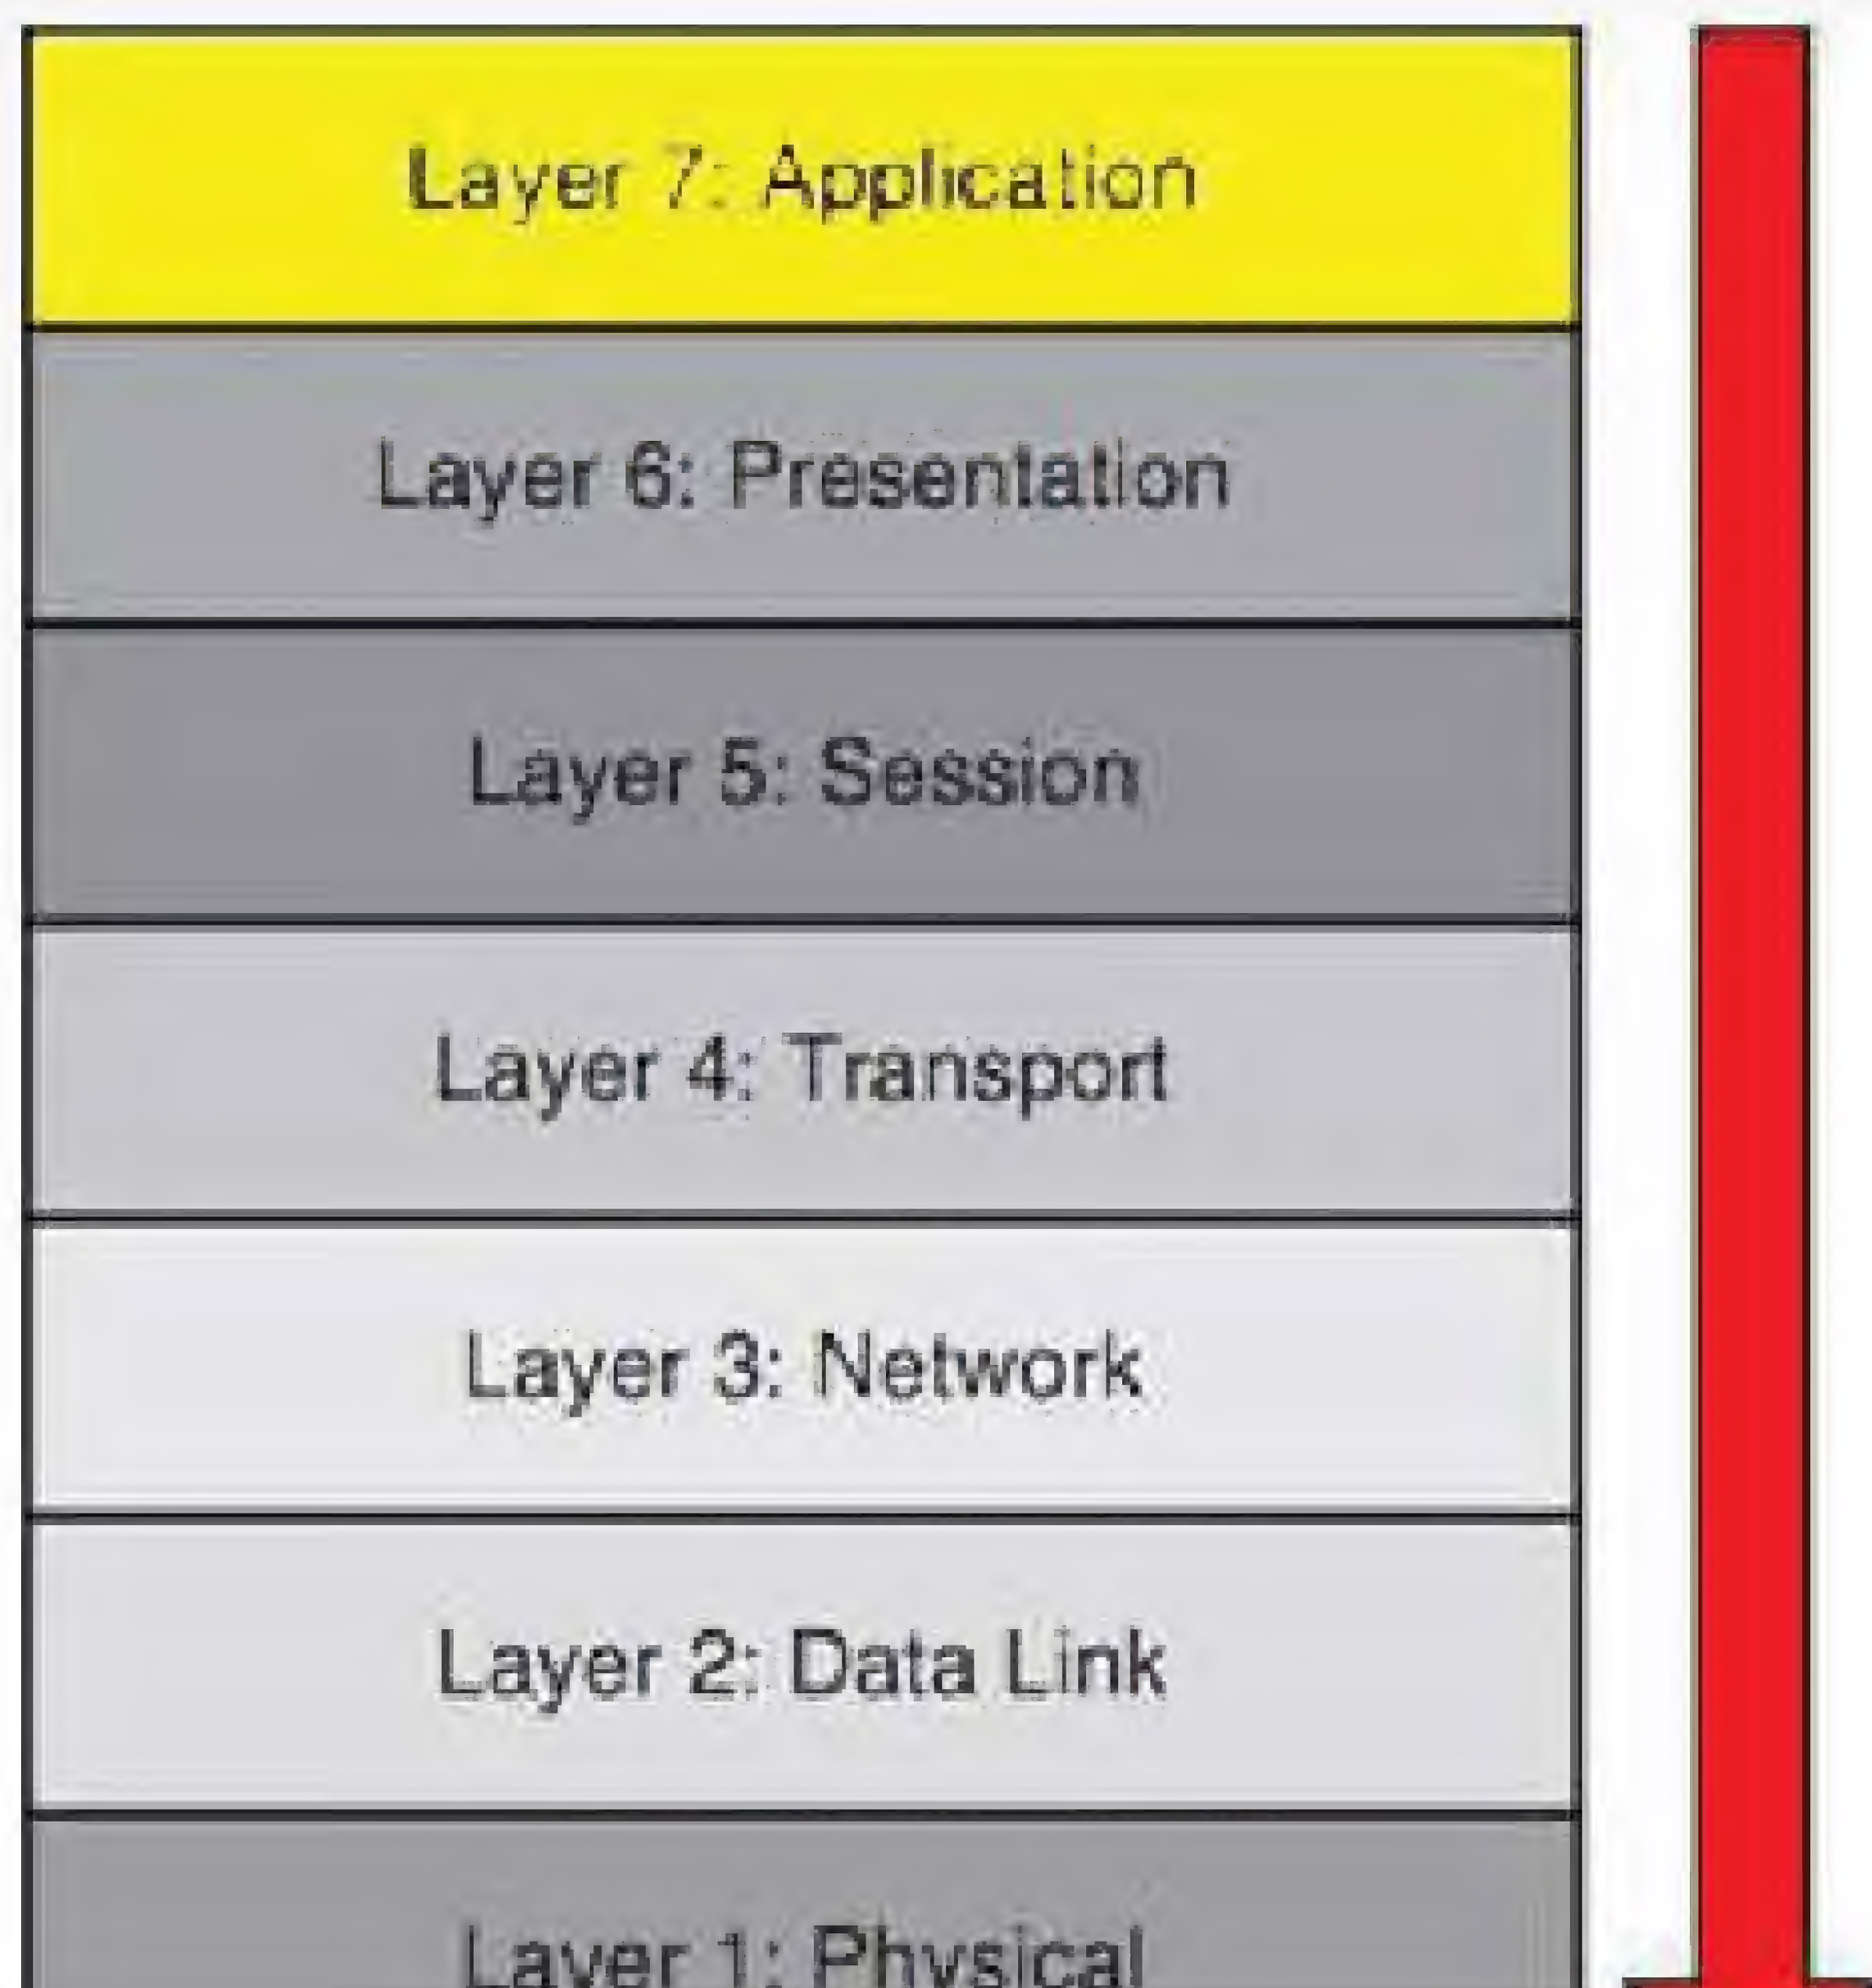 Layer 7: Application
Layer 6: Presentation
Layer 5: Session
Layer 4: Transport
Layer 3: Network
Layer 2: Data Link
Layer 1: Physical